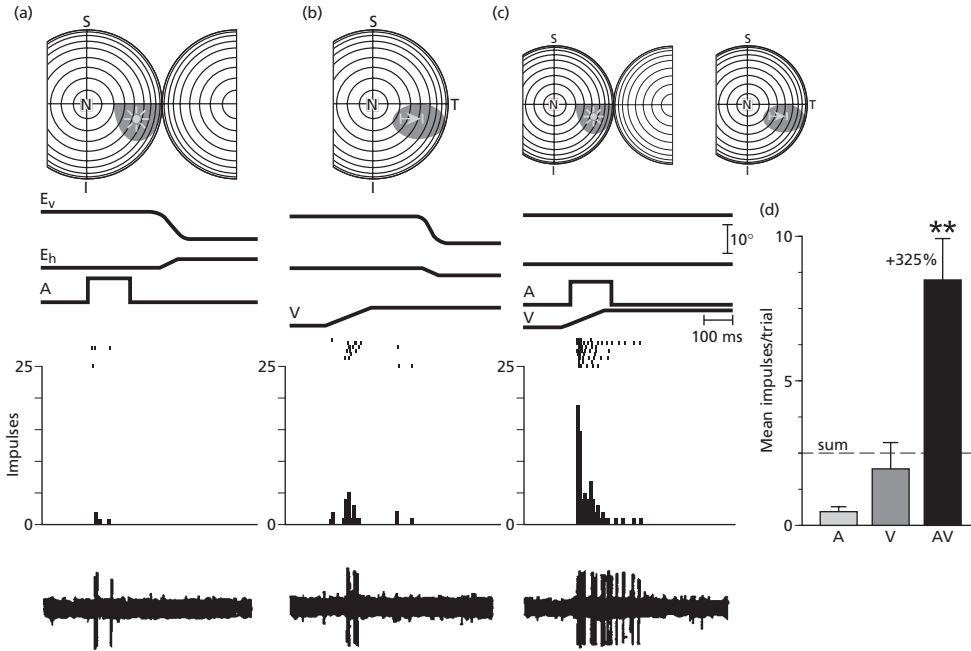 (a)
S
N
I
(b)
S
N
T
I
(c)
S
N
I
S
N
T
I
Ev
Eh
A
V
10°
A
V
100 ms
25
Impulses
0
25
0
25
0
(d)
10
**
+325%
Mean impulses/trial
5
sum
0
A V AV